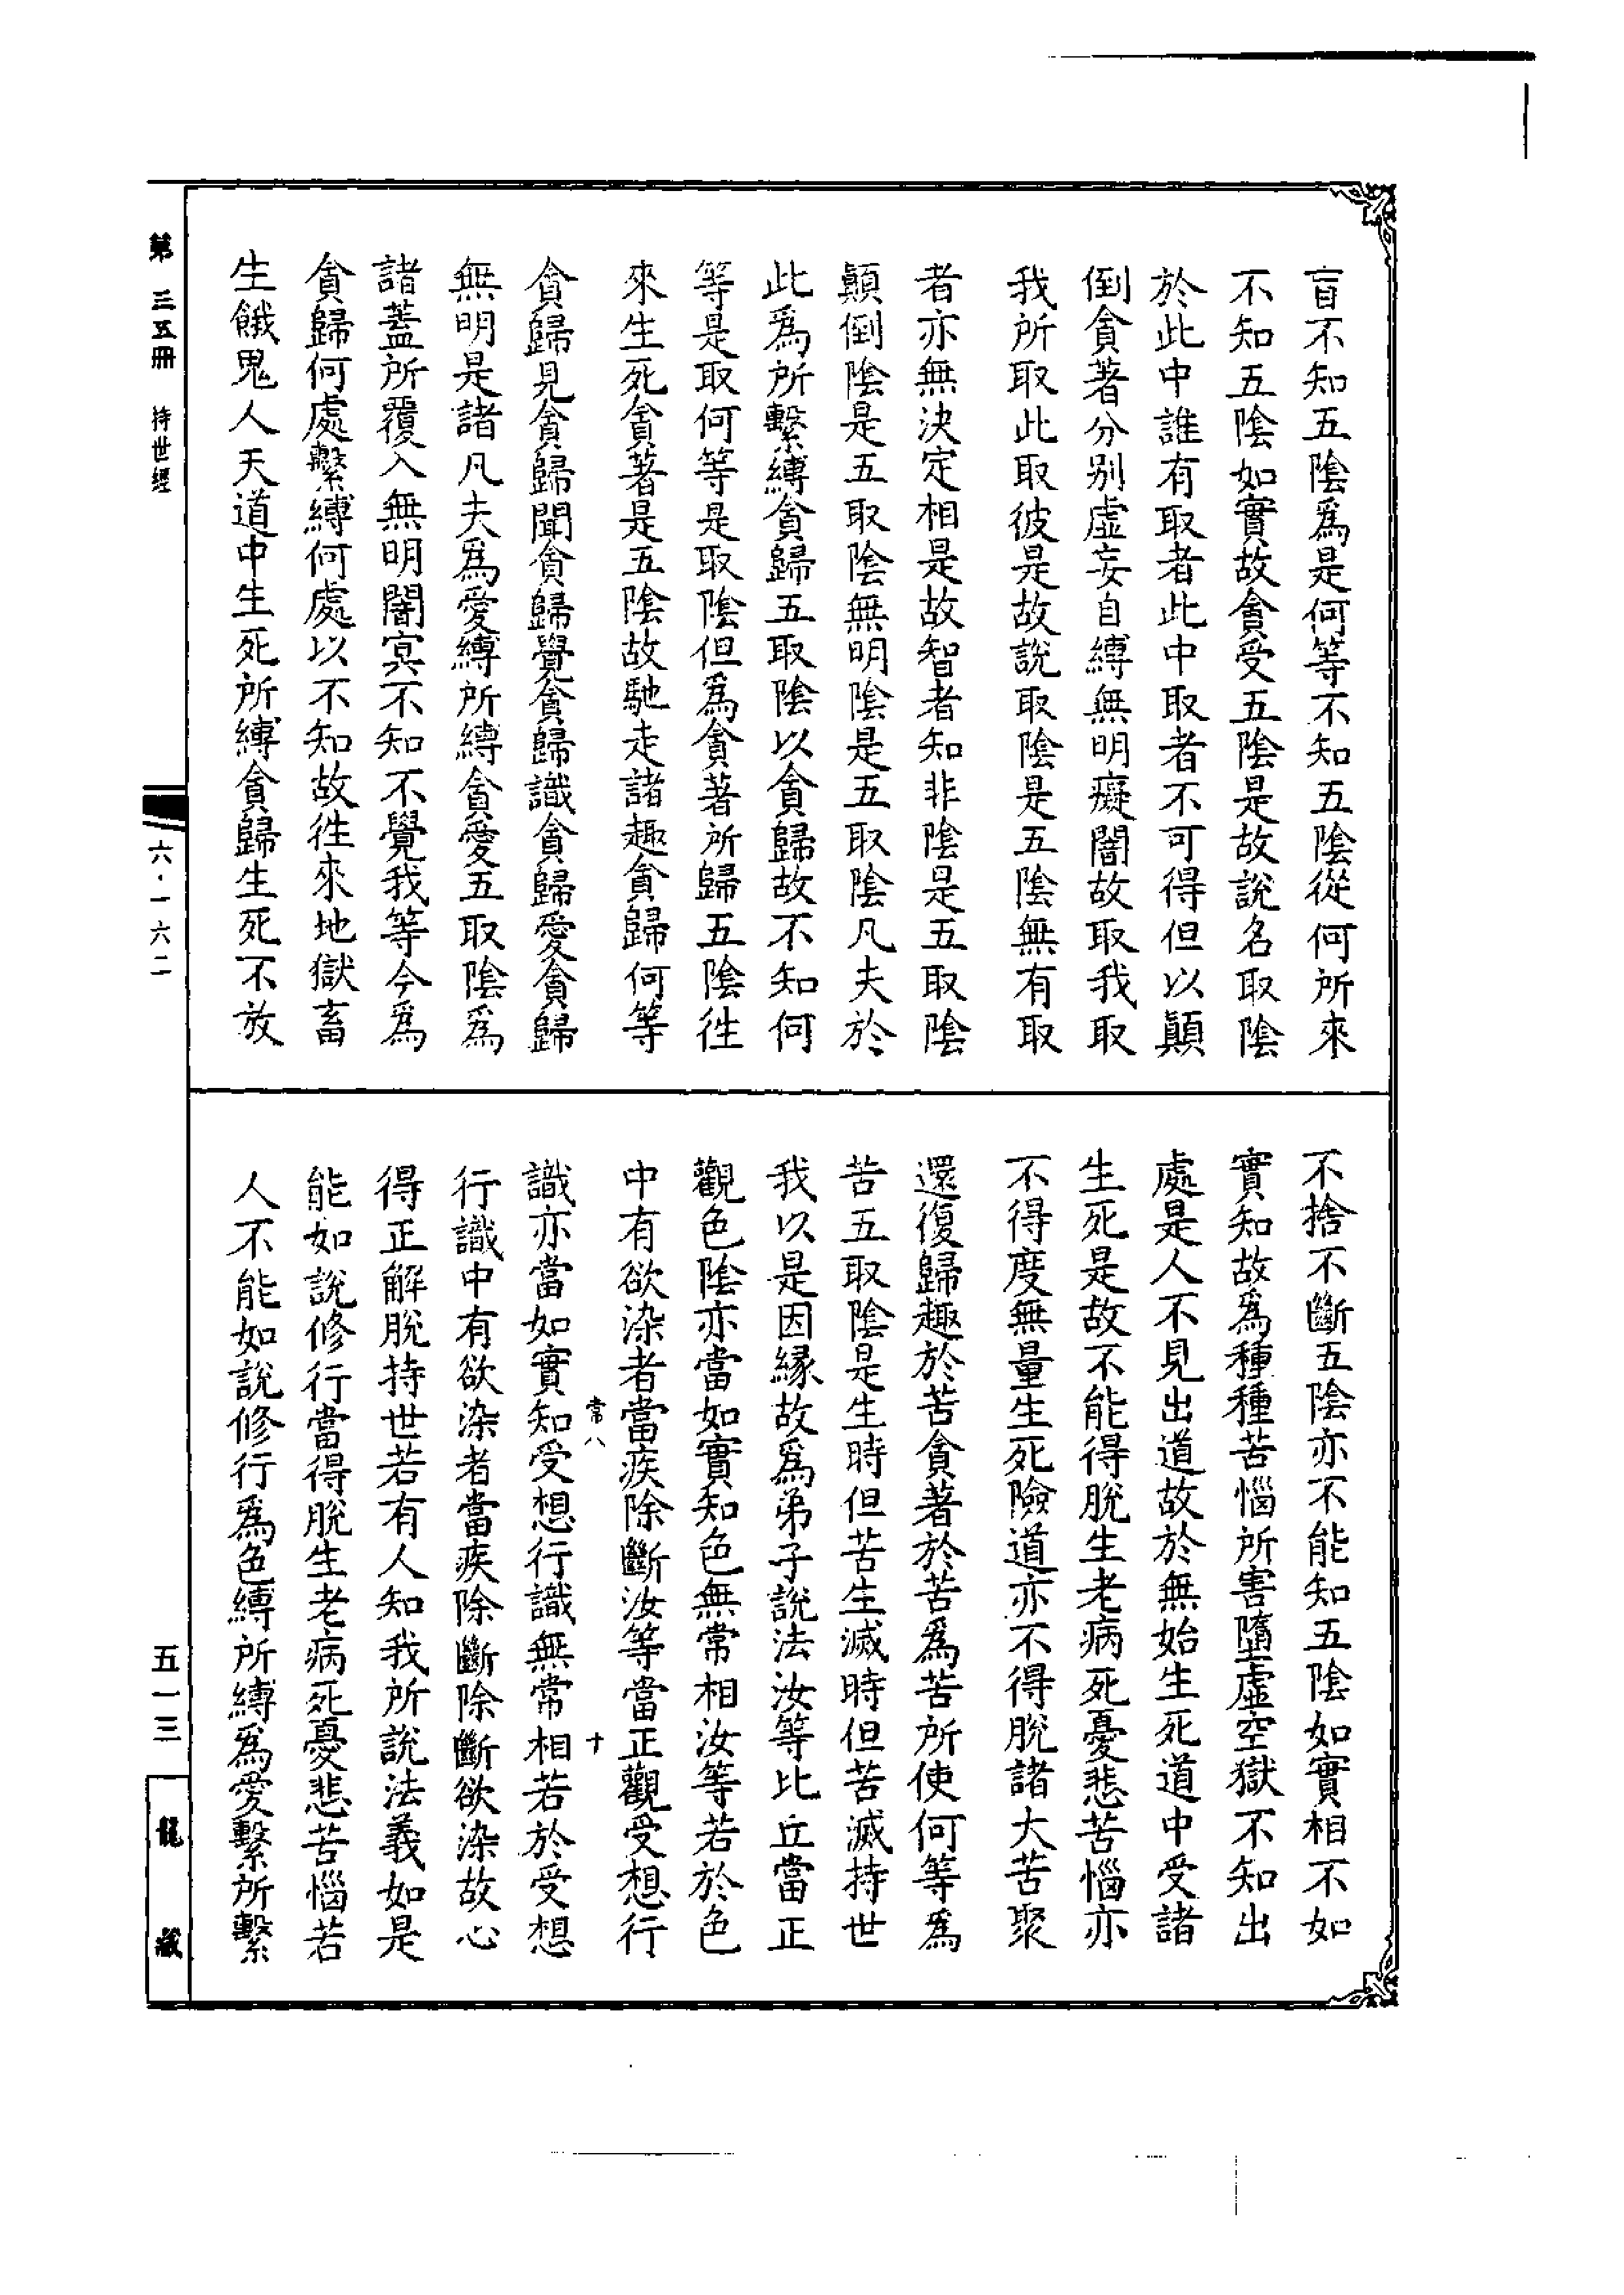 盲不知五陰爲是何等不知五陰從何所來
不知五陰如實故貪受五陰是故說名取陰
於此中誰有取者此中取者不可得但以顛
倒貪著分別虛妄自縛無明癡闇故取我取
我所取此取彼是故說取陰是五陰無有取
者亦無決定相是故智者知非陰是五取陰
顛倒陰是五取陰無明陰是五取陰凡夫於
此爲所繫縛貪歸五取陰以貪歸故不知何
等是取何等是取陰但爲貪著所歸五陰徃
來生死貪著是五陰故馳走諸趣貪歸何等
貪歸見貪歸聞貪歸覺貪歸識貪歸愛貪歸
無明是諸凡夫爲愛縛所縛貪愛五取陰爲
諸蓋所覆入無明闇冥不知不覺我等今爲
貪歸何處繫縛何處以不知故徃來地獄畜
生餓鬼人天道中生死所縛貪歸生死不放
不捨不斷五陰亦不能知五陰如實相不如
實知故爲種種苦惱所害墮虛空獄不知出
處是人不見出道故於無始生死道中受諸
生死是故不能得脫生老病死憂悲苦惱亦
不得度無量生死險道亦不得脫諸大苦聚
還復歸趣於苦貪著於苦爲苦所使何等爲
苦五取陰是生時但苦生滅時但苦滅持世
我以是因緣故爲弟子說法汝等比丘當正
觀色陰亦當如實知色無常相汝等若於色
中有欲染者當疾除斷汝等當正觀受想行
常八 十
識亦當如實知受想行識無常相若於受想
行識中有欲染者當疾除斷除斷欲染故心
得正解脫持世若有人知我所說法義如是
能如說修行當得脫生老病死憂悲苦惱若
人不能如說修行爲色縛所縛爲愛繫所繫
第三五冊 持世經
六·一六二
五一三
龍藏